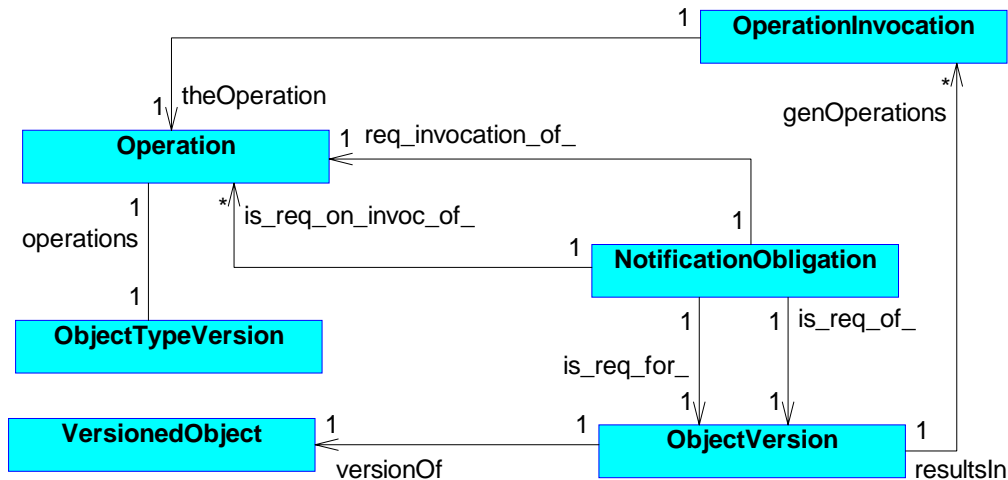 1
OperationInvocation
theOperation
1
*
genOperations
Operation
1
req_invocation_of_
1
operations
*
is_req_on_invoc_of_
1
1
NotificationObligation
1
ObjectTypeVersion
1
1
is_req_of_
is_req_for_
1
1
VersionedObject
1
1
ObjectVersion
1
versionOf
resultsIn